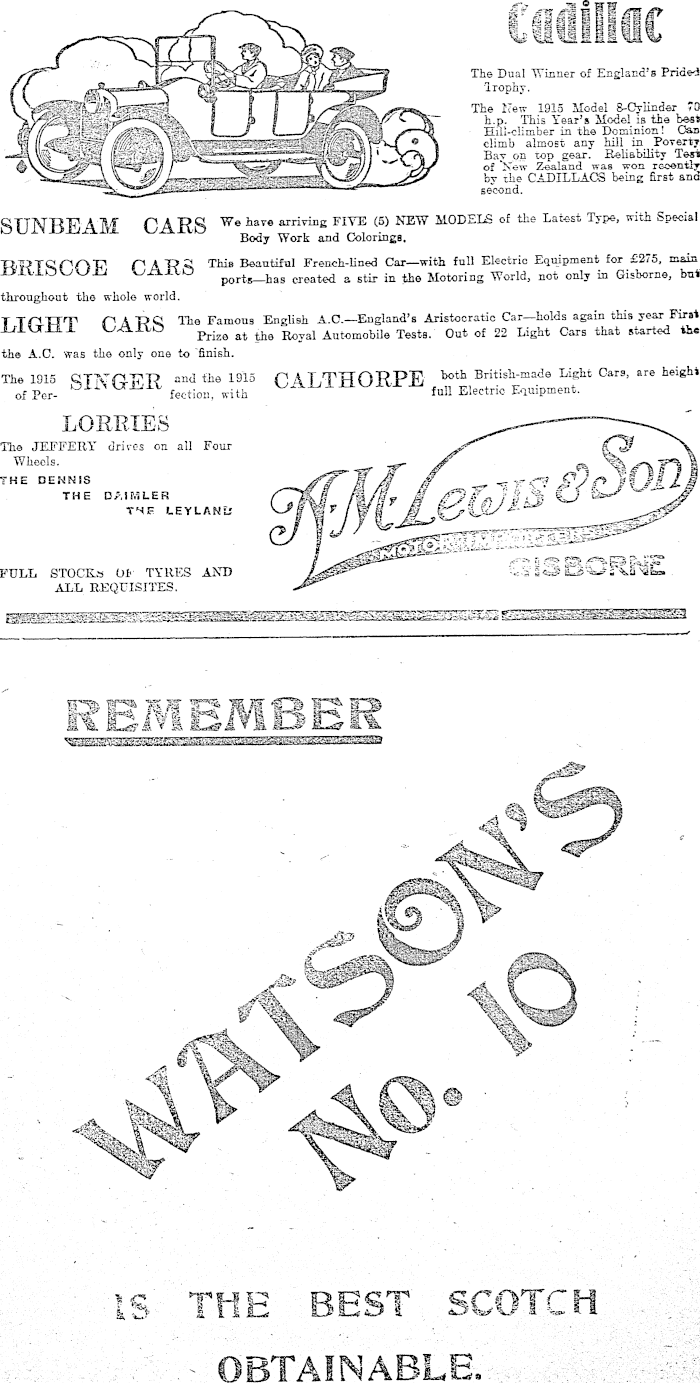 Cadillac
The Dual Winner of England's Prided
Trophy.
The New 1915 Model 8-Cylinder 70
h.p. This Year's Model is the best
Hill-climber in the Dominion! Can
climb almost any hill in Poverty
Bay on top gear. Reliability Test
of New Zealand was won recently
by the CADILLACS being first and
second.
SUNBEAM CARS We have arriving FIVE (5) NEW MODELS of the Latest Type, with Special
Body Work and Colorings.
BRISCOE CARS This Beautiful French-lined Car—with full Electric Equipment for £275, main
ports—has created a stir in the Motoring World, not only in Gisborne, but
throughout the whole world.
LIGHT CARS The Famous English A.C.—England's Aristocratic Car—holds again this year First
Prize at the Royal Automobile Tests. Out of 22 Light Cars that started the
the A.C. was the only one to finish.
The 1915 SINGER and the 1915 CALTHORPE both British-made Light Cars, are height
of Per- fection, with full Electric Equipment.
LORRIES
The JEFFERY drives on all Four
Wheels.
THE DENNIS
THE DAIMLER
THE LEYLAND
FULL STOCKS OF TYRES AND
ALL REQUISITES.
N.M. Lewis & Son
MOTOR IMPORTERS
GISBORNE
REMEMBER
WATSON'S
No. 10
IS THE BEST SCOTCH
OBTAINABLE.